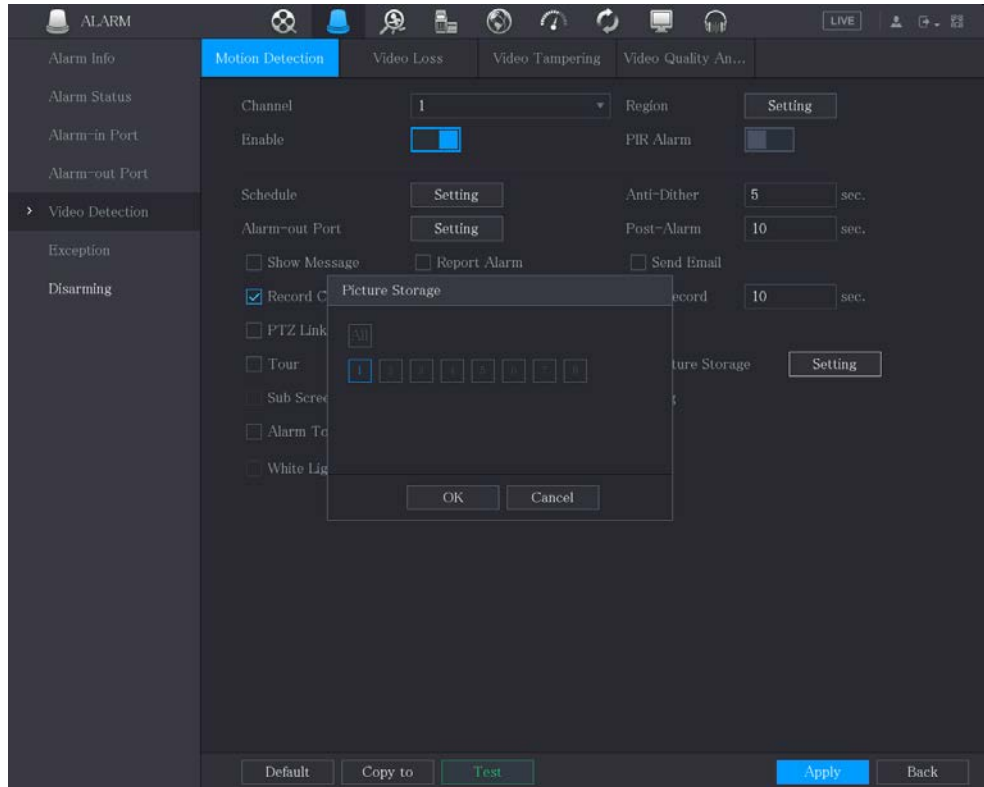 ALARM
LIVE
Alarm Info
Alarm Status
Alarm-in Port
Alarm-out Port
Video Detection
Exception
Disarming
Motion Detection Video Loss Video Tampering Video Quality An...
Channel 1 Region Setting
Enable PIR Alarm
Schedule Setting Anti-Dither 5 sec.
Alarm-out Port Setting Post-Alarm 10 sec.
Show Message Report Alarm Send Email
Record C ecord 10 sec.
PTZ Link
Tour ture Storage Setting
Sub Scree g
Alarm To
White Lig
Picture Storage
All
1 2 3 4 5 6 7 8
OK Cancel
Default Copy to Test Apply Back